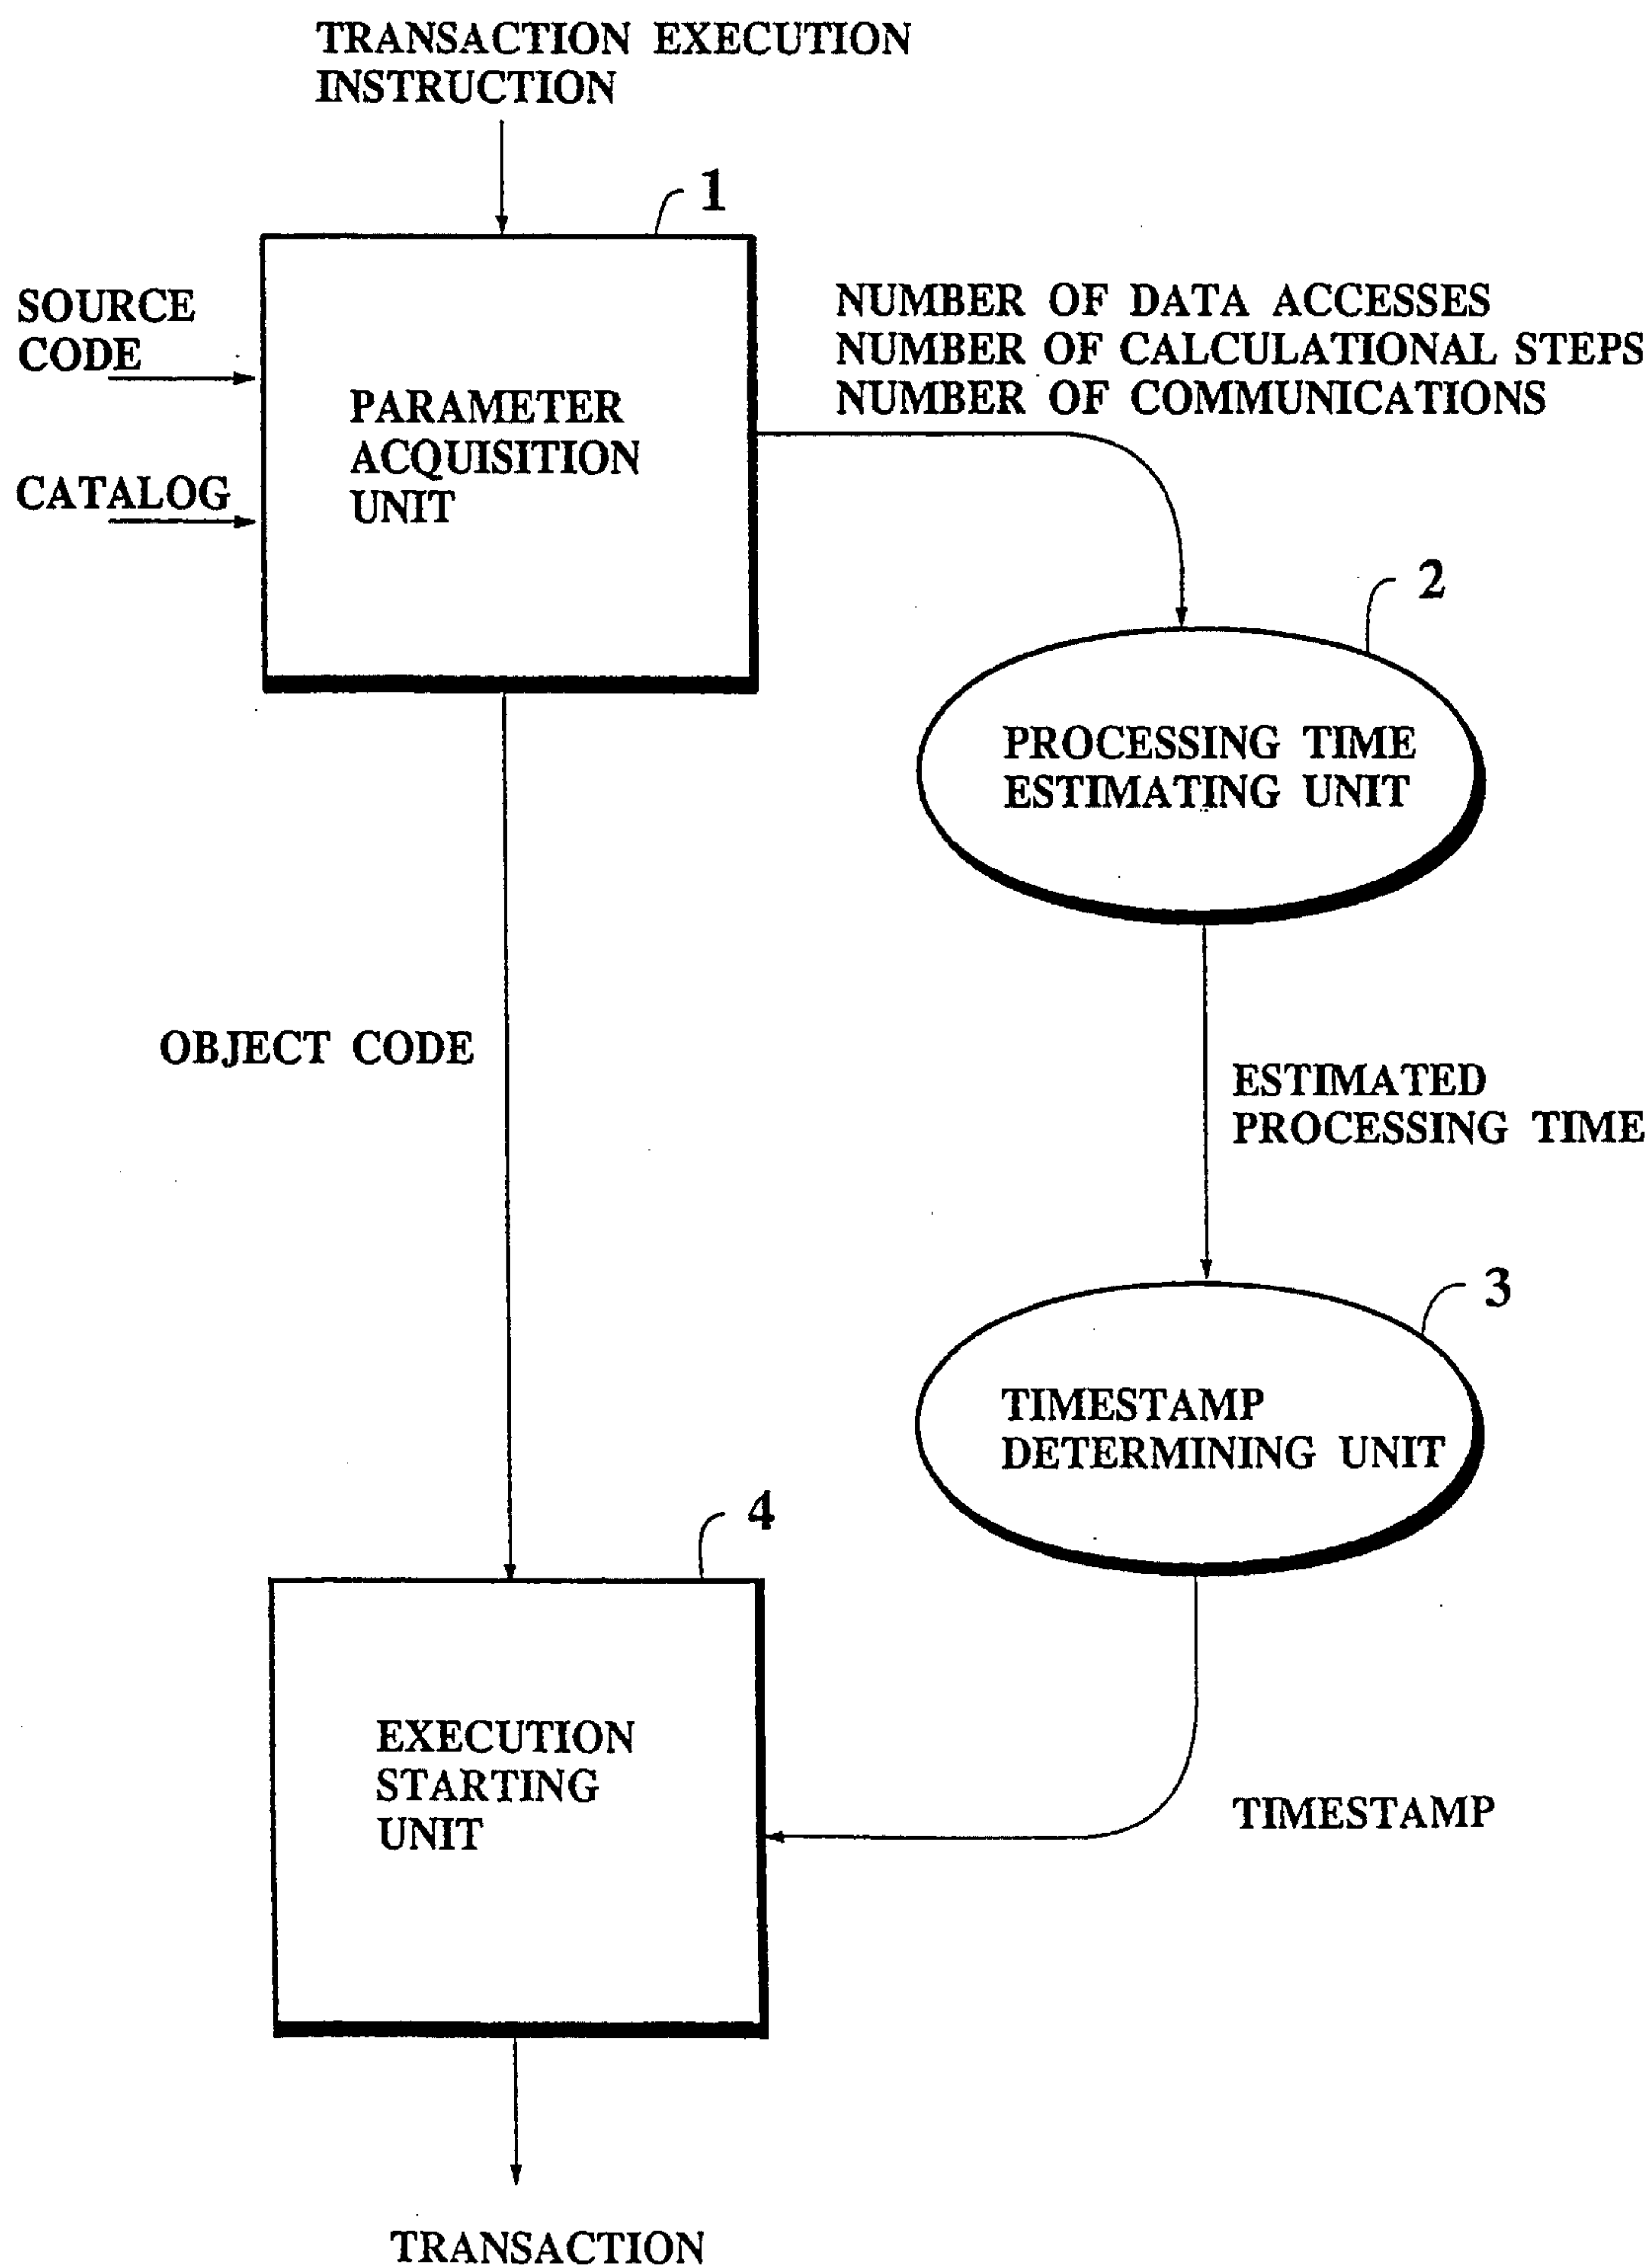 TRANSACTION EXECUTION
INSTRUCTION
1
SOURCE
CODE
NUMBER OF DATA ACCESSES
NUMBER OF CALCULATIONAL STEPS
NUMBER OF COMMUNICATIONS
PARAMETER
ACQUISITION
UNIT
CATALOG
2
PROCESSING TIME
ESTIMATING UNIT
OBJECT CODE
ESTIMATED
PROCESSING TIME
3
TIMESTAMP
DETERMINING UNIT
4
EXECUTION
STARTING
UNIT
TIMESTAMP
TRANSACTION